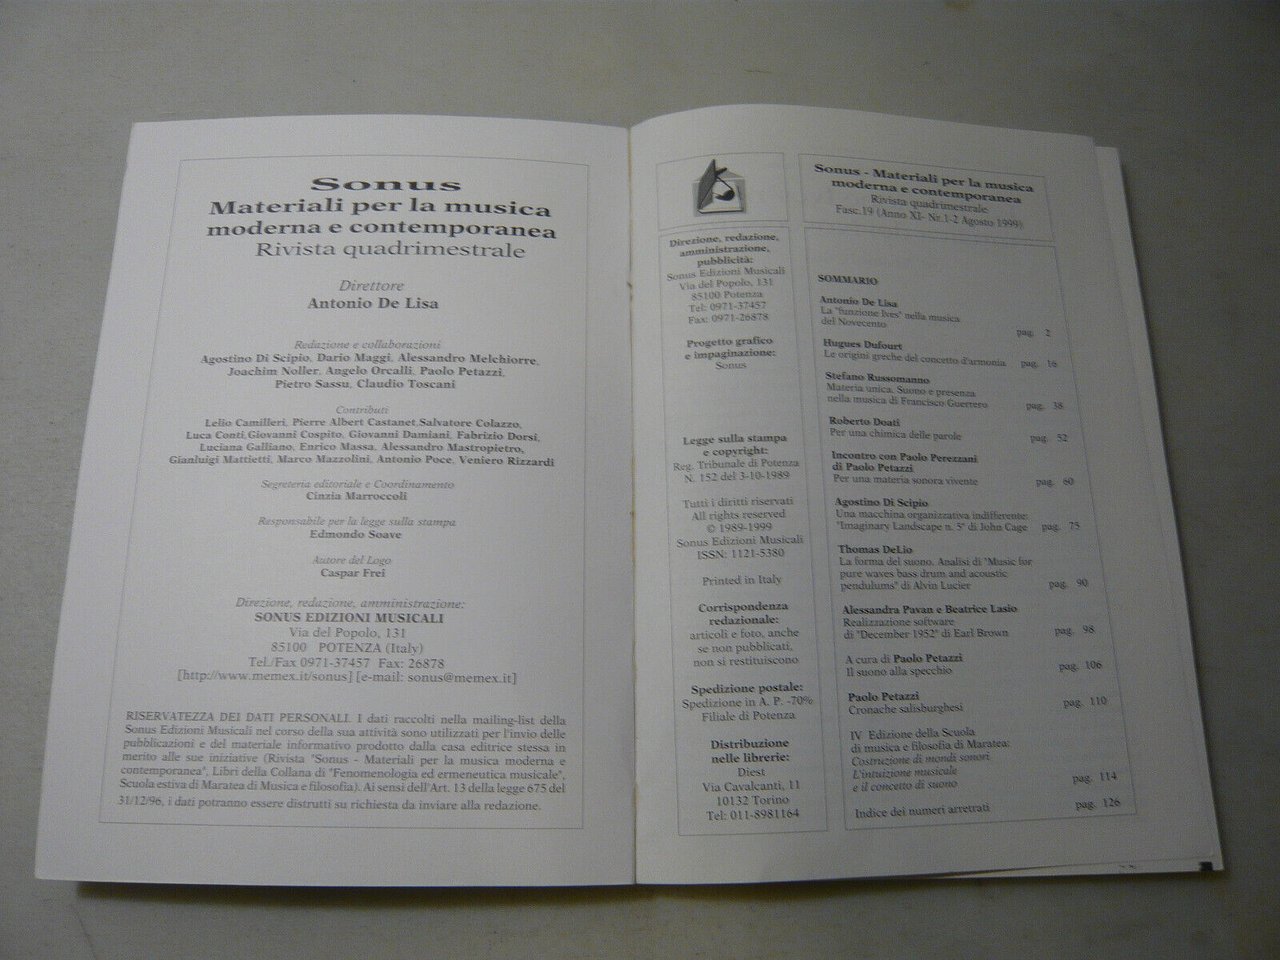 Sonus
Materiali per la musica
moderna e contemporanea
Rivista quadrimestrale
Direttore
Antonio De Lisa
Redazione e collaborazioni
Agostino Di Scipio, Dario Maggi, Alessandro Melchiorre,
Joachim Noller, Angelo Orcalli, Paolo Petazzi,
Pietro Sassu, Claudio Toscani
Contributi
Lelio Camilleri, Pierre Albert Castanet,Salvatore Colazzo,
Luca Conti,Giovanni Cospito, Giovanni Damiani, Fabrizio Dorsi,
Luciana Galliano, Enrico Massa, Alessandro Mastropietro,
Gianluigi Mattietti, Marco Mazzolini, Antonio Poce, Veniero Rizzardi
Segreteria editoriale e Coordinamento
Cinzia Marroccoli
Responsabile per la legge sulla stampa
Edmondo Soave
Autore del Logo
Caspar Frei
Direzione, redazione, amministrazione:
SONUS EDIZIONI MUSICALI
Via del Popolo, 131
85100 POTENZA (Italy)
Tel./Fax 0971-37457 Fax: 26878
[http://www.memex.it/sonus] [e-mail: sonus@memex.it]
RISERVATEZZA DEI DATI PERSONALI. I dati raccolti nella mailing-list della
Sonus Edizioni Musicali nel corso della sua attività sono utilizzati per l'invio delle
pubblicazioni e del materiale informativo prodotto dalla casa editrice stessa in
merito alle sue iniziative (Rivista "Sonus - Materiali per la musica moderna e
contemporanea", Libri della Collana di "Fenomenologia ed ermeneutica musicale",
Scuola estiva di Maratea di Musica e filosofia). Ai sensi dell'Art. 13 della legge 675 del
31/12/96, i dati potranno essere distrutti su richiesta da inviare alla redazione.
Direzione, redazione,
amministrazione,
pubblicità:
Sonus Edizioni Musicali
Via del Popolo, 131
85100 Potenza
Tel: 0971-37457
Fax: 0971-26878
Progetto grafico
e impaginazione:
Sonus
Legge sulla stampa
e copyright:
Reg. Tribunale di Potenza
N. 152 del 3-10-1989
Tutti i diritti riservati
All rights reserved
© 1989-1999
Sonus Edizioni Musicali
ISSN: 1121-5380
Printed in Italy
Corrispondenza
redazionale:
articoli e foto, anche
se non pubblicati,
non si restituiscono
Spedizione postale:
Spedizione in A. P. -70%
Filiale di Potenza
Distribuzione
nelle librerie:
Diest
Via Cavalcanti, 11
10132 Torino
Tel: 011-8981164
Sonus - Materiali per la musica
moderna e contemporanea
Rivista quadrimestrale
Fasc.19 (Anno XI- Nr.1-2 Agosto 1999)
SOMMARIO
Antonio De Lisa
La "funzione Ives" nella musica
del Novecento pag. 2
Hugues Dufourt
Le origini greche del concetto d'armonia pag. 16
Stefano Russomanno
Materia unica. Suono e presenza
nella musica di Francisco Guerrero pag. 38
Roberto Doati
Per una chimica delle parole pag. 52
Incontro con Paolo Perezzani
di Paolo Petazzi
Per una materia sonora vivente pag. 60
Agostino Di Scipio
Una macchina organizzativa indifferente:
"Imaginary Landscape n. 5" di John Cage pag. 75
Thomas DeLio
La forma del suono. Analisi di "Music for
pure waves bass drum and acoustic
pendulums" di Alvin Lucier pag. 90
Alessandra Pavan e Beatrice Lasio
Realizzazione software
di "December 1952" di Earl Brown pag. 98
A cura di Paolo Petazzi
Il suono alla specchio pag. 106
Paolo Petazzi
Cronache salisburghesi pag. 110
IV Edizione della Scuola
di musica e filosofia di Maratea:
Costruzione di mondi sonori
L'intuizione musicale
e il concetto di suono pag. 114
Indice dei numeri arretrati pag. 126